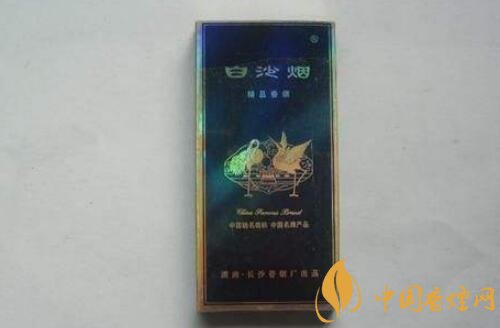 白沙烟
精品香烟
China Famous Brand
中国驰名商标 中国名牌产品
湖南·长沙卷烟厂出品
中国香烟网